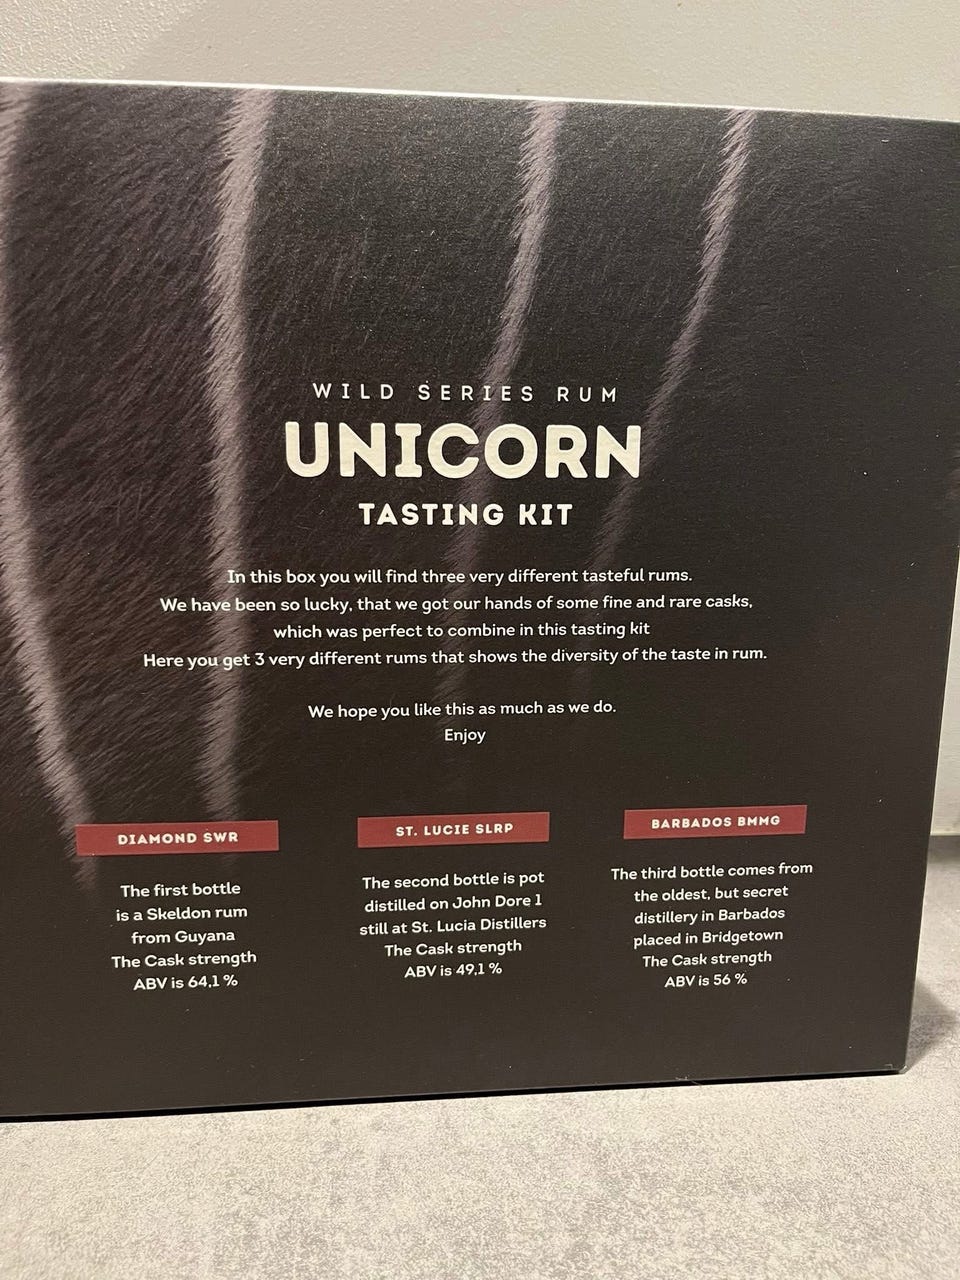 WILD SERIES RUM
UNICORN
TASTING KIT
In this box you will find three very different tasteful rums.
We have been so lucky, that we got our hands of some fine and rare casks,
which was perfect to combine in this tasting kit
Here you get 3 very different rums that shows the diversity of the taste in rum.
We hope you like this as much as we do.
Enjoy
DIAMOND SWR
The first bottle
is a Skeldon rum
from Guyana
The Cask strength
ABV is 64,1 %
ST. LUCIE SLRP
The second bottle is pot
distilled on John Dore 1
still at St. Lucia Distillers
The Cask strength
ABV is 49,1 %
BARBADOS BMMG
The third bottle comes from
the oldest, but secret
distillery in Barbados
placed in Bridgetown
The Cask strength
ABV is 56 %